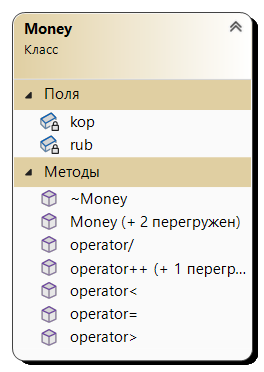 Money
Класс
Поля
kop
rub
Методы
~Money
Money (+ 2 перегружен)
operator/
operator++ (+ 1 перегр...
operator<
operator=
operator>